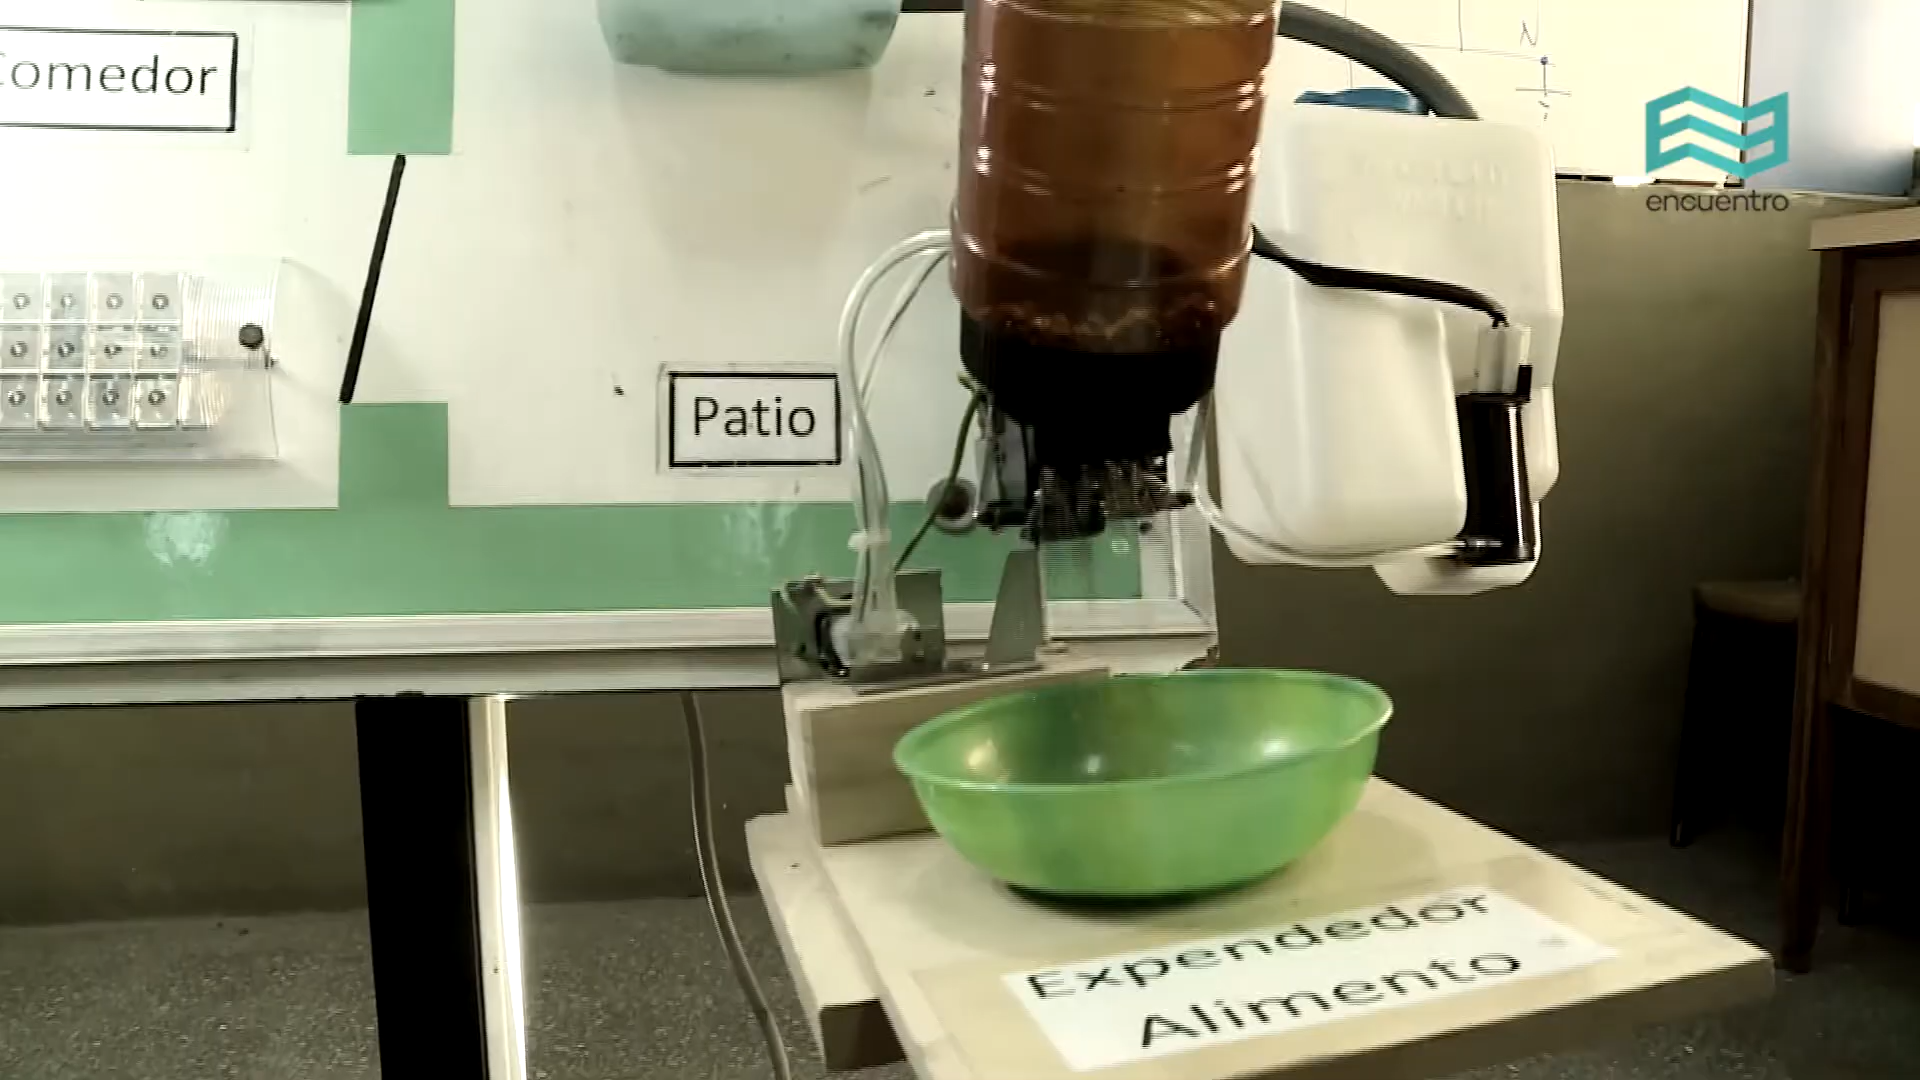 Comedor
encuentro
Patio
Expendedor
Alimento